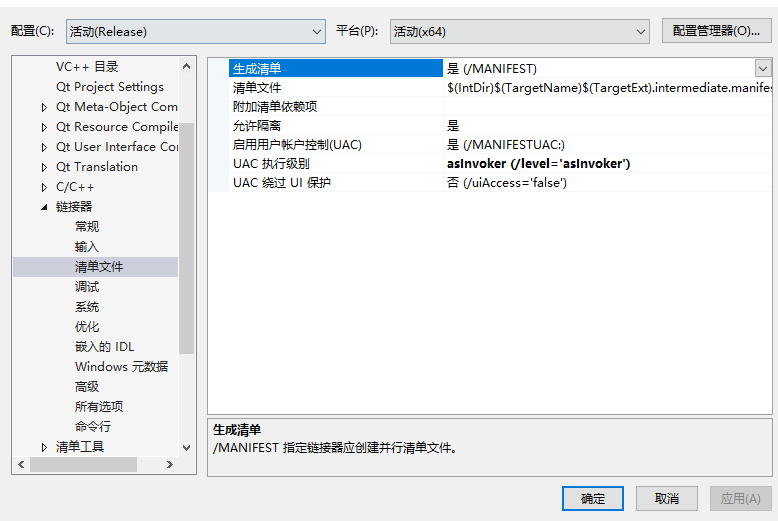 配置(C): 活动(Release) 平台(P): 活动(x64) 配置管理器(O)...
VC++ 目录
Qt Project Settings
Qt Meta-Object Com
Qt Resource Compile
Qt User Interface Co
Qt Translation
C/C++
链接器
常规
输入
清单文件
调试
系统
优化
嵌入的 IDL
Windows 元数据
高级
所有选项
命令行
清单工具
生成清单 是 (/MANIFEST)
清单文件 $(IntDir)$(TargetName)$(TargetExt).intermediate.manifes
附加清单依赖项
允许隔离 是
启用用户帐户控制(UAC) 是 (/MANIFESTUAC:)
UAC 执行级别 asInvoker (/level='asInvoker')
UAC 绕过 UI 保护 否 (/uiAccess='false')
生成清单
/MANIFEST 指定链接器应创建并行清单文件。
确定 取消 应用(A)